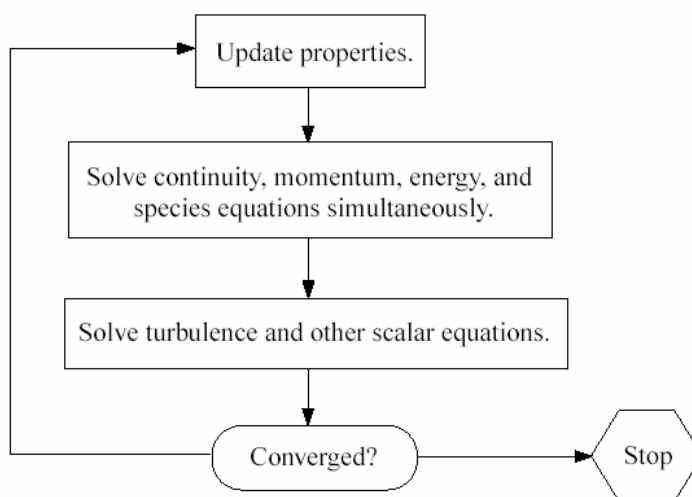 Update properties.
Solve continuity, momentum, energy, and
species equations simultaneously.
Solve turbulence and other scalar equations.
Converged?
Stop